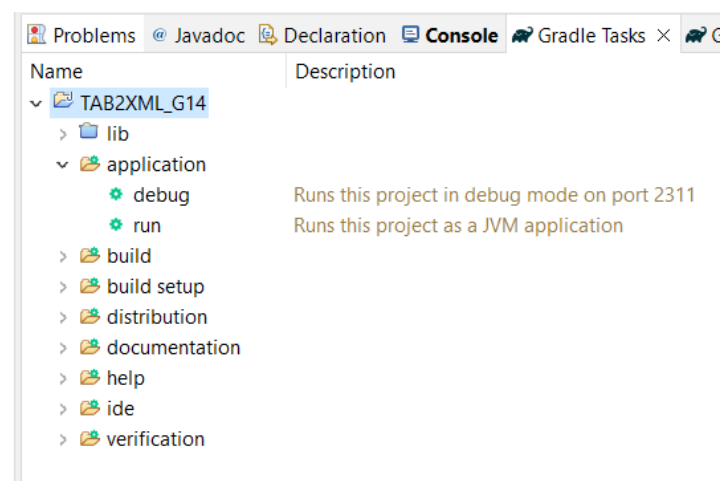 Problems @ Javadoc Declaration Console Gradle Tasks G
Name Description
TAB2XML_G14
lib
application
debug Runs this project in debug mode on port 2311
run Runs this project as a JVM application
build
build setup
distribution
documentation
help
ide
verification